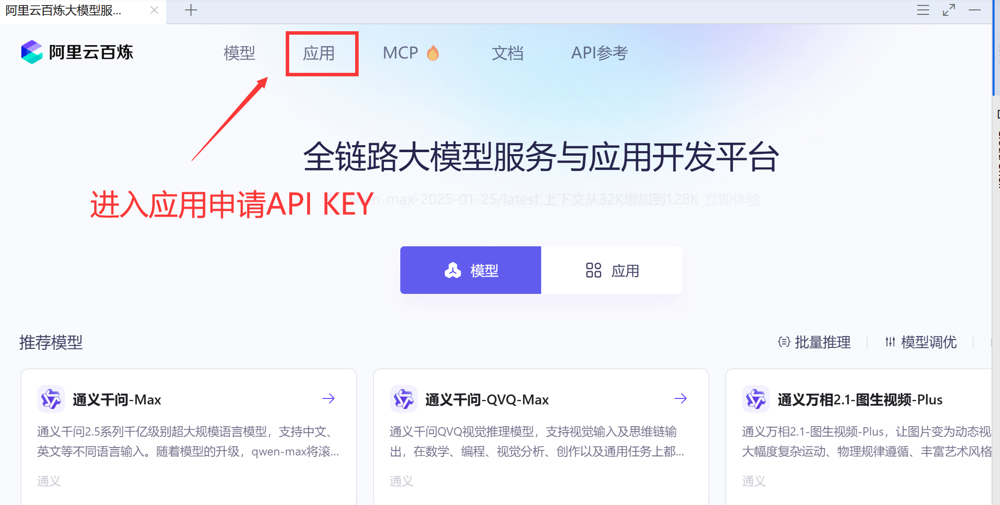 阿里云百炼大模型服...
阿里云百炼
模型
应用
MCP
文档
API参考
全链路大模型服务与应用开发平台
进入应用申请API KEY
wen-max-2025-01-25/latest 上下文从32K增加到128K 立即体验
模型
应用
推荐模型
批量推理
模型调优
通义千问-Max
通义千问2.5系列千亿级别超大规模语言模型，支持中文、
英文等不同语言输入。随着模型的升级，qwen-max将滚...
通义
通义千问-QVQ-Max
通义千问QVQ视觉推理模型，支持视觉输入及思维链输
出，在数学、编程、视觉分析、创作以及通用任务上都...
通义
通义万相2.1-图生视频-Plus
通义万相2.1-图生视频-Plus，让图片变为动态视
大幅度复杂运动、物理规律遵循、丰富艺术风格
通义